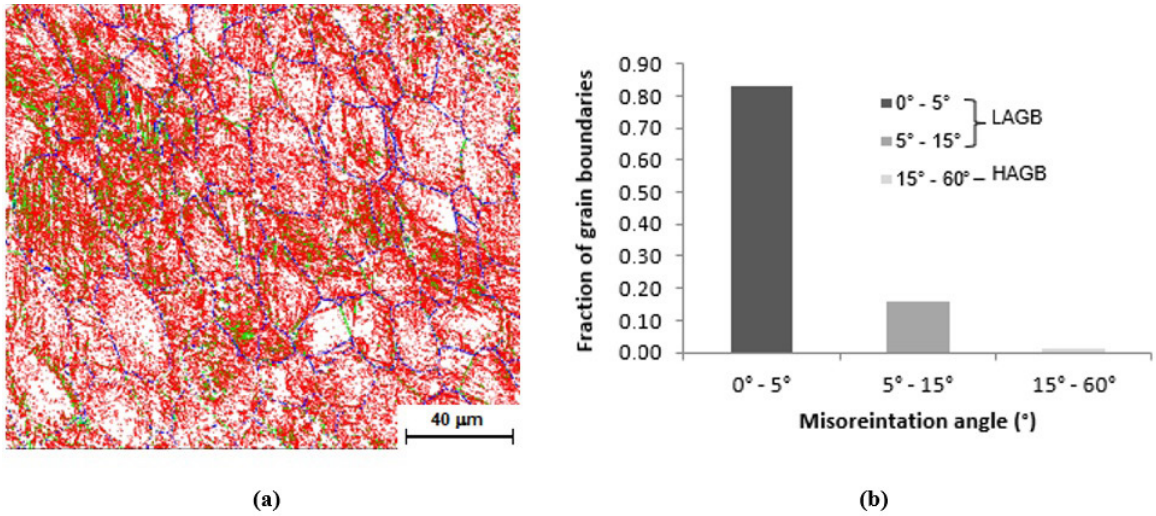 40 μm
(a)
Fraction of grain boundaries
0.90
0.80
0.70
0.60
0.50
0.40
0.30
0.20
0.10
0.00
0° - 5°
5° - 15°
15° - 60°
LAGB
HAGB
0° - 5°
5° - 15°
15° - 60°
Misoreintation angle (°)
(b)